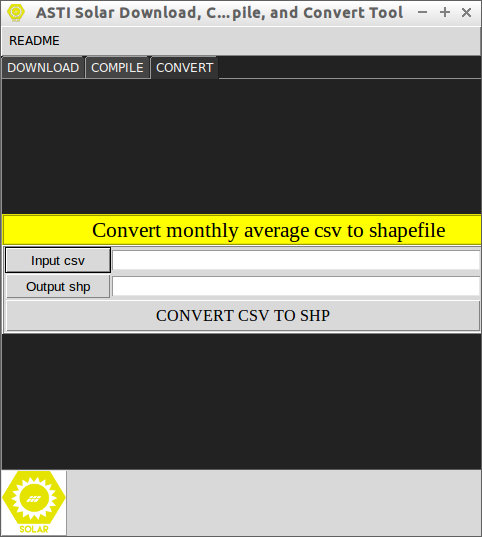 ASTI Solar Download, C...pile, and Convert Tool
README
DOWNLOAD COMPILE CONVERT
Convert monthly average csv to shapefile
Input csv
Output shp
CONVERT CSV TO SHP
SOLAR